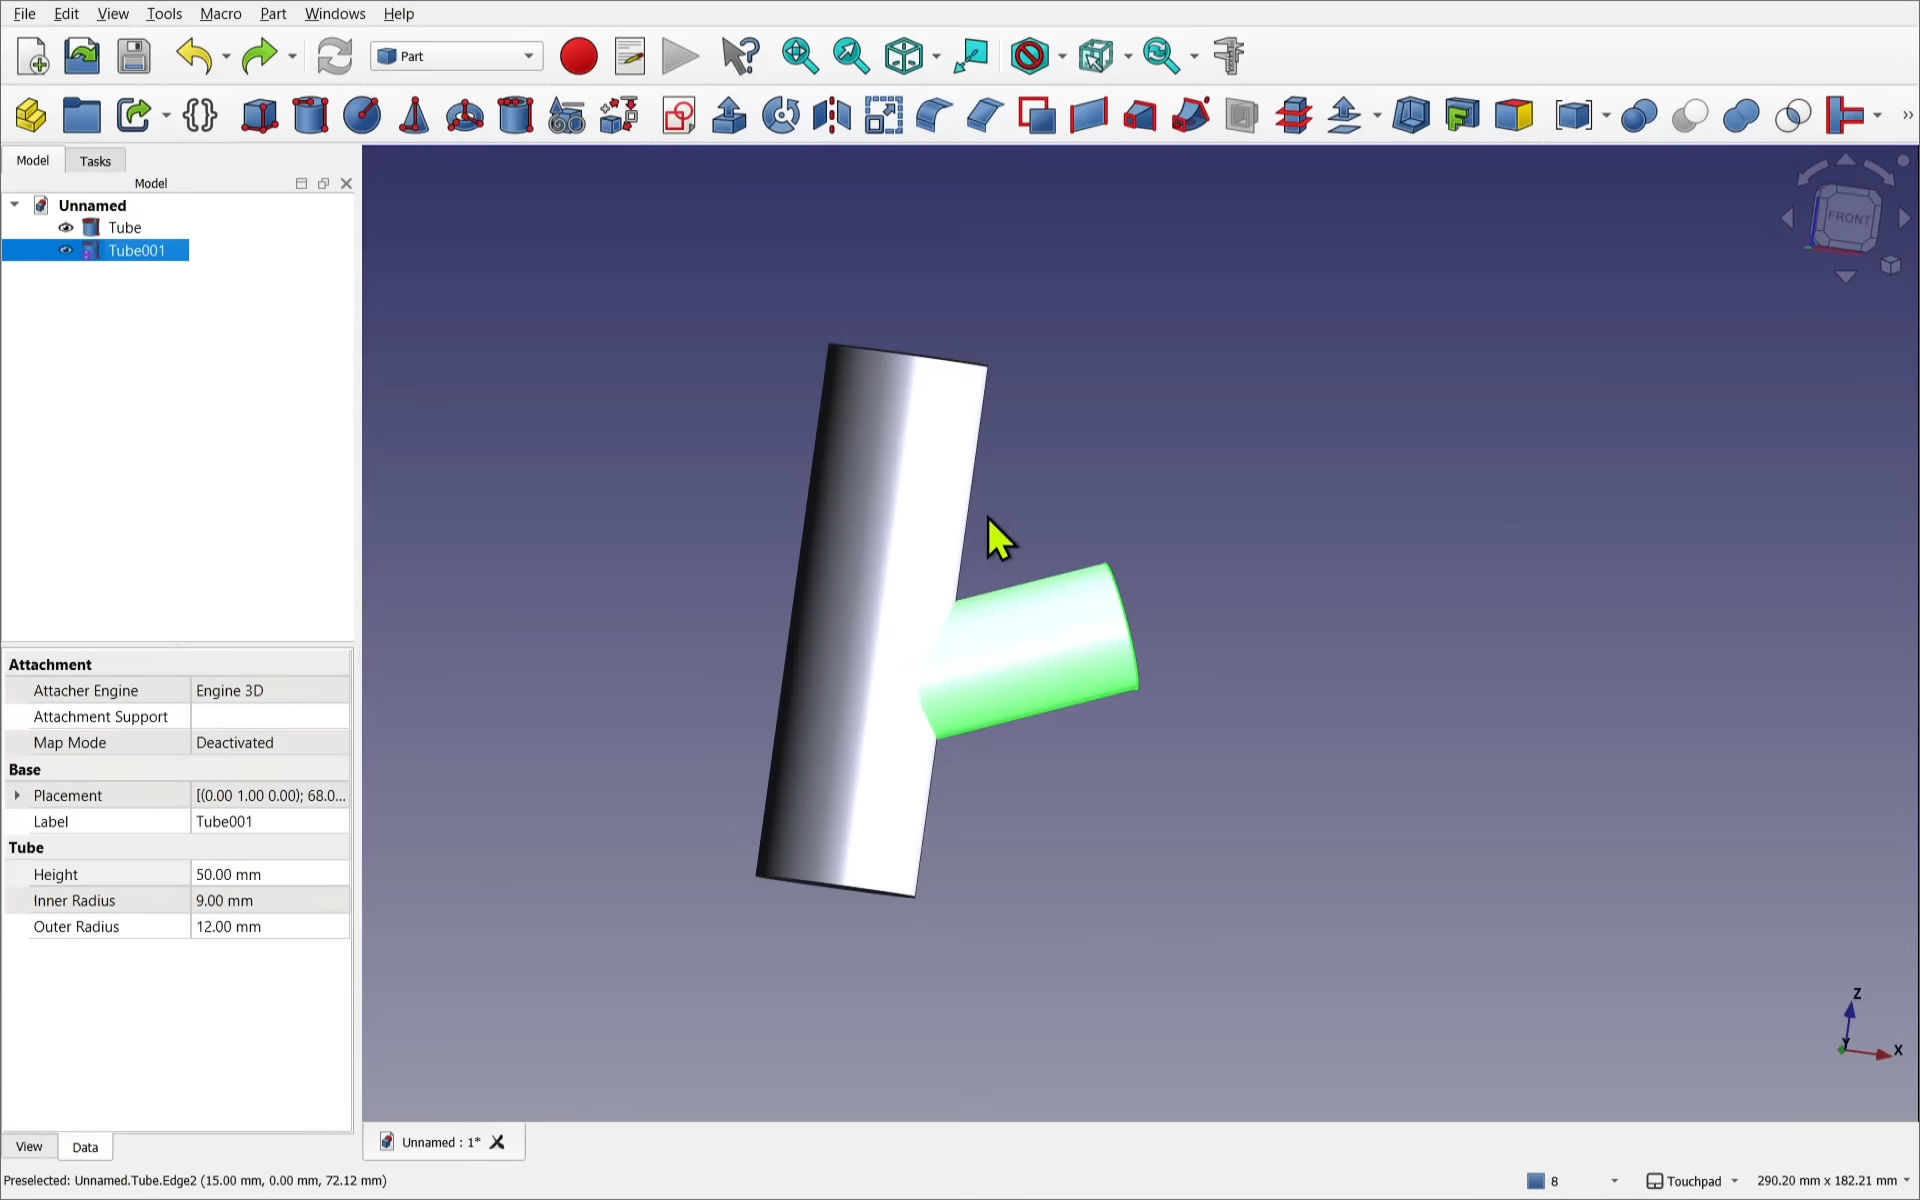 File Edit View Tools Macro Part Windows Help
Part
Model Tasks
Model
Unnamed
Tube
Tube001
FRONT
Attachment
Attacher Engine Engine 3D
Attachment Support
Map Mode Deactivated
Base
Placement [(0.00 1.00 0.00); 68.0...
Label Tube001
Tube
Height 50.00 mm
Inner Radius 9.00 mm
Outer Radius 12.00 mm
Z
Y
X
View Data
Unnamed : 1*
Preselected: Unnamed.Tube.Edge2 (15.00 mm, 0.00 mm, 72.12 mm) 8 Touchpad 290.20 mm x 182.21 mm